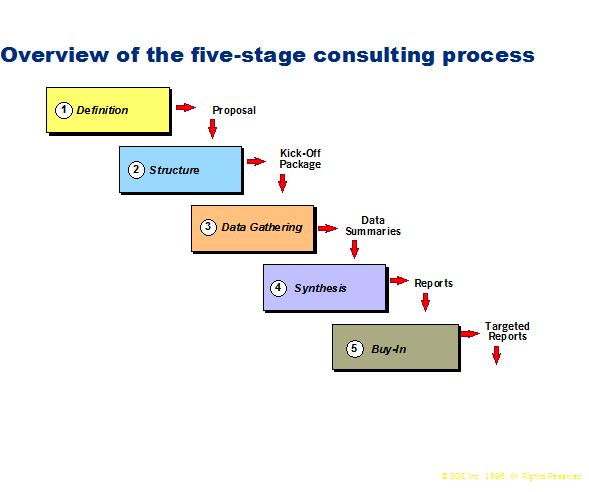 Overview of the five-stage consulting process
1 Definition
Proposal
2 Structure
Kick-Off
Package
3 Data Gathering
Data
Summaries
4 Synthesis
Reports
5 Buy-In
Targeted
Reports
Inc. 1996, All Rights Reserved